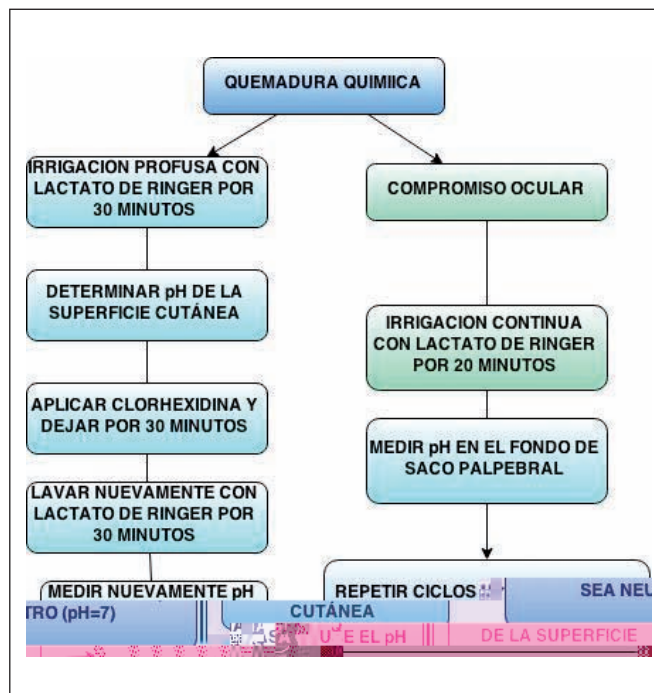 QUEMADURA QUIMIICA
IRRIGACION PROFUSA CON
LACTATO DE RINGER POR
30 MINUTOS
DETERMINAR pH DE LA
SUPERFICIE CUTÁNEA
APLICAR CLORHEXIDINA Y
DEJAR POR 30 MINUTOS
LAVAR NUEVAMENTE CON
LACTATO DE RINGER POR
30 MINUTOS
MEDIR NUEVAMENTE pH
COMPROMISO OCULAR
IRRIGACION CONTINUA
CON LACTATO DE RINGER
POR 20 MINUTOS
MEDIR pH EN EL FONDO DE
SACO PALPEBRAL
REPETIR CICLOS
SEA NEU
TRO (pH=7)
CUTÁNEA
E EL pH
DE LA SUPERFICIE